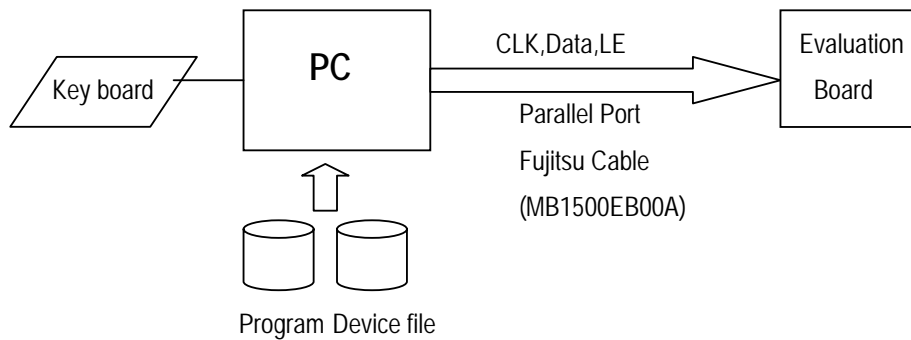 Key board
PC
CLK,Data,LE
Parallel Port
Fujitsu Cable
(MB1500EB00A)
Evaluation
Board
Program Device file